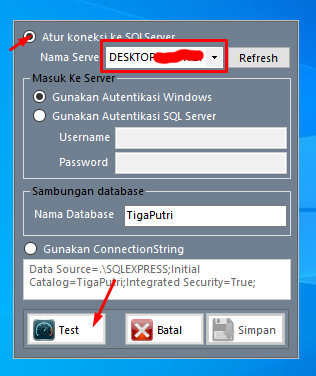 Atur koneksi ke SQLServer
Nama Server DESKTOP Refresh
Masuk Ke Server
Gunakan Autentikasi Windows
Gunakan Autentikasi SQL Server
Username
Password
Sambungan database
Nama Database TigaPutri
Gunakan ConnectionString
Data Source=.\SQLEXPRESS;Initial
Catalog=TigaPutri;Integrated Security=True;
Test Batal Simpan